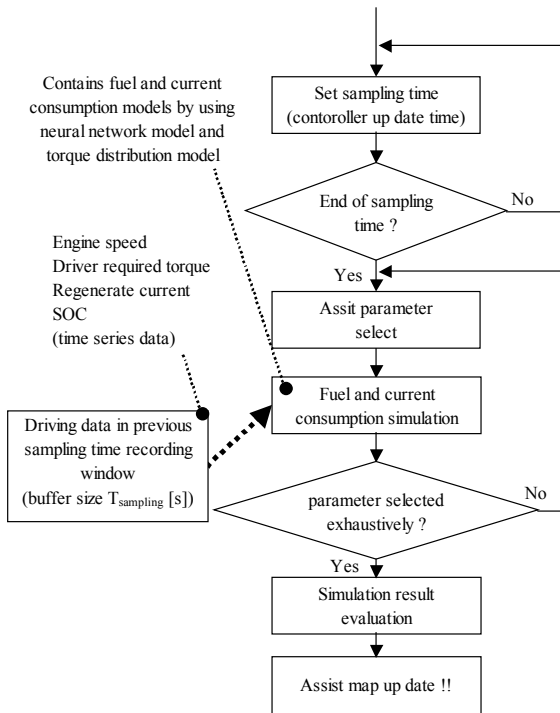 Set sampling time
(contoroller up date time)
Contains fuel and current
consumption models by using
neural network model and
torque distribution model
End of sampling
time ?
No
Yes
Engine speed
Driver required torque
Regenerate current
SOC
(time series data)
Assit parameter
select
Fuel and current
consumption simulation
Driving data in previous
sampling time recording
window
(buffer size Tsampling [s])
parameter selected
exhaustively ?
No
Yes
Simulation result
evaluation
Assist map up date !!